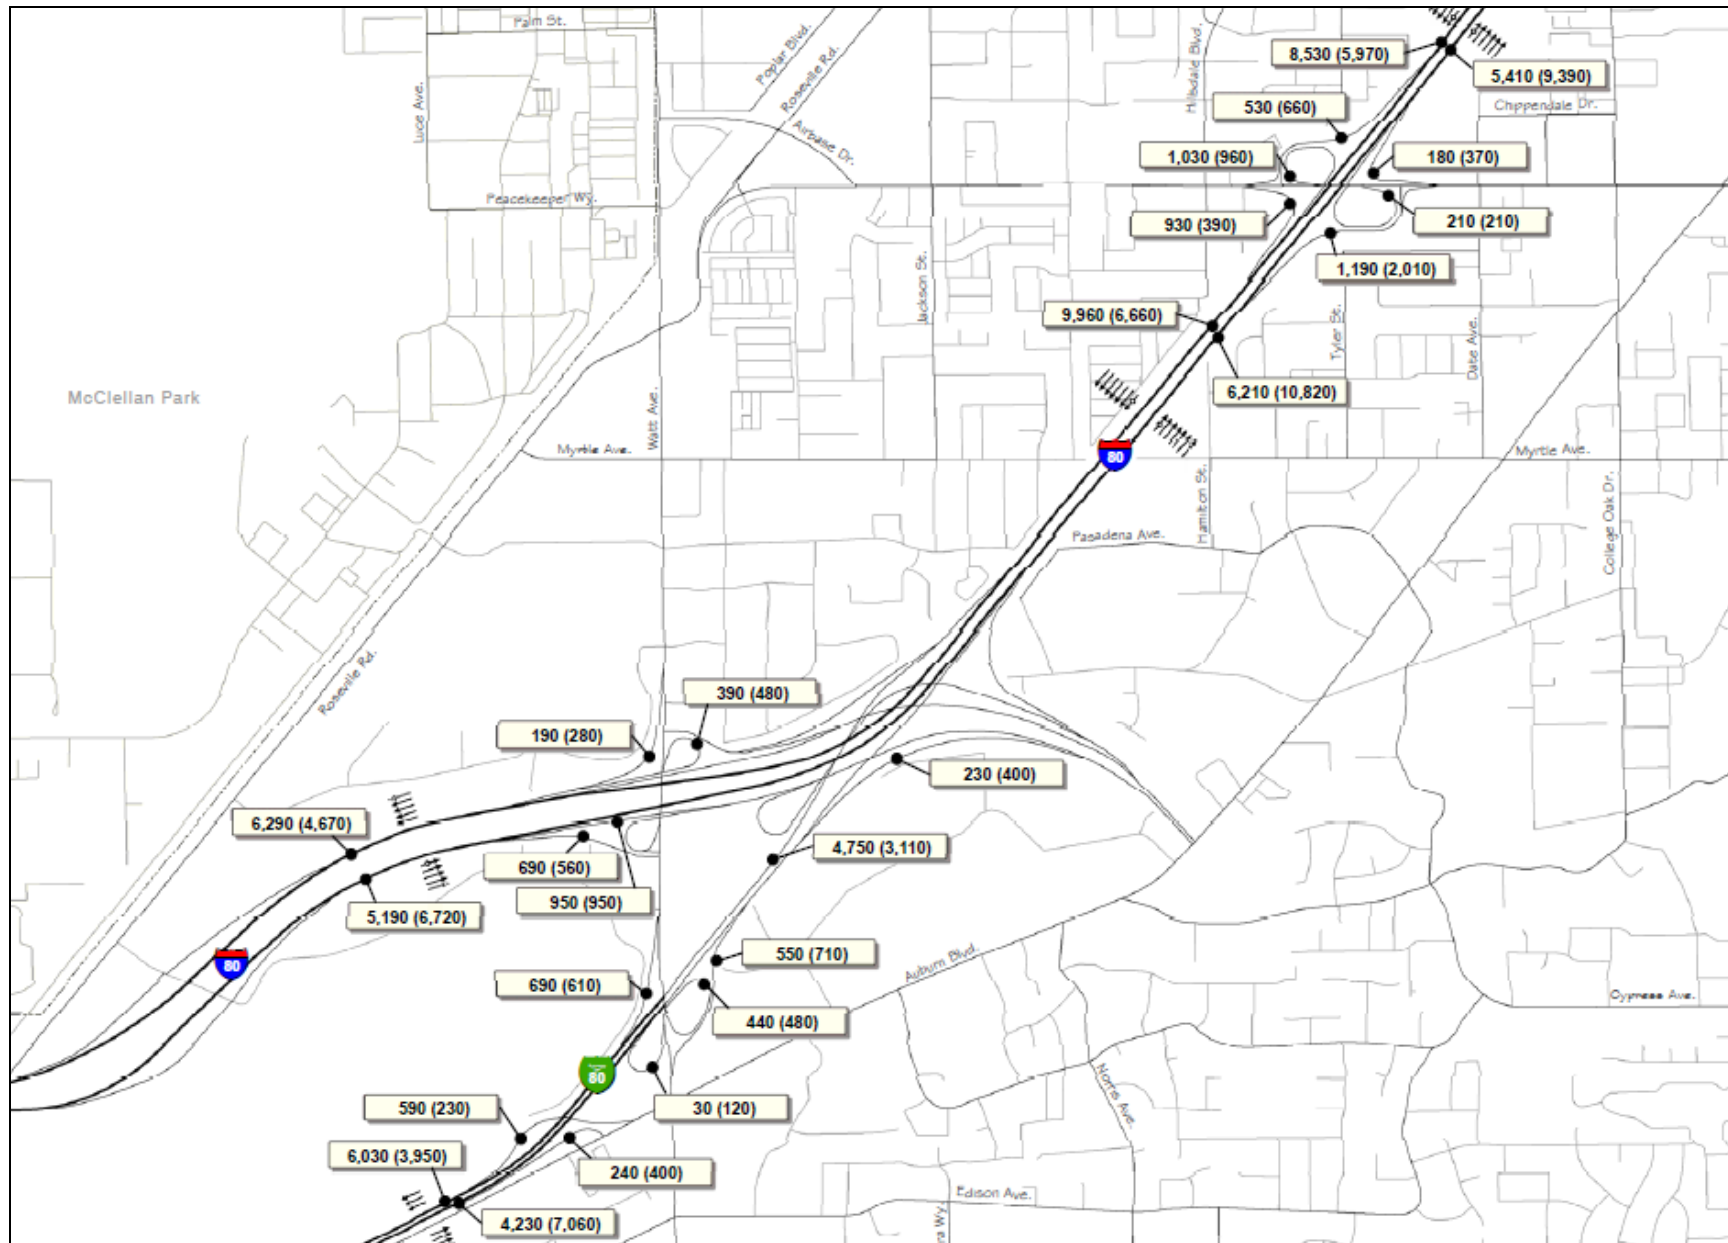 Palm St.
Poplar Blvd.
Roseville Rd.
Hillsdale Blvd.
8,530 (5,970)
5,410 (9,390)
Luce Ave.
530 (660)
Chippendale Dr.
Airbase Dr.
1,030 (960)
180 (370)
Peacekeeper Wy.
930 (390)
210 (210)
1,190 (2,010)
Jackson St.
9,960 (6,660)
Tyler St.
Date Ave.
6,210 (10,820)
McClellan Park
Watt Ave.
Myrtle Ave.
80
Myrtle Ave.
Hamilton St.
College Oak Dr.
Pasadena Ave.
Roseville Rd.
390 (480)
190 (280)
230 (400)
6,290 (4,670)
4,750 (3,110)
690 (560)
950 (950)
5,190 (6,720)
80
550 (710)
Auburn Blvd.
690 (610)
Cypress Ave.
440 (480)
80
590 (230)
30 (120)
Norris Ave.
6,030 (3,950)
240 (400)
Edison Ave.
4,230 (7,060)
ra Wy.